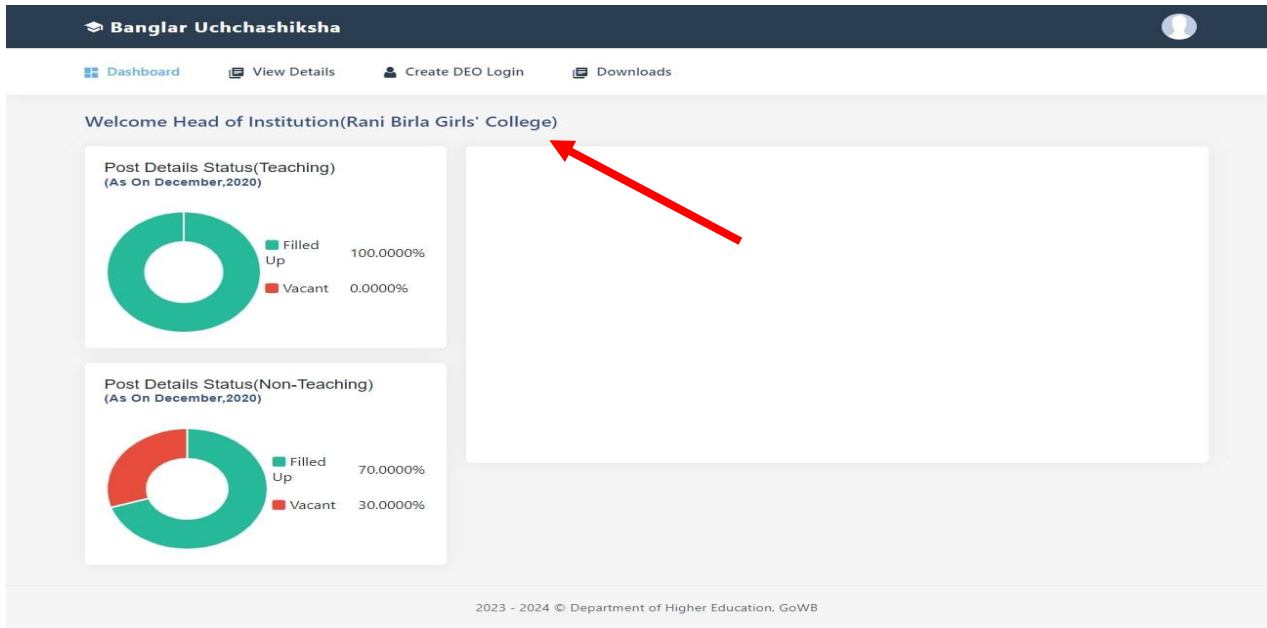 Banglar Uchchashiksha
Dashboard View Details Create DEO Login Downloads
Welcome Head of Institution(Rani Birla Girls' College)
Post Details Status(Teaching)
(As On December,2020)
Filled Up 100.0000%
Vacant 0.0000%
Post Details Status(Non-Teaching)
(As On December,2020)
Filled Up 70.0000%
Vacant 30.0000%
2023 - 2024 © Department of Higher Education, GoWB